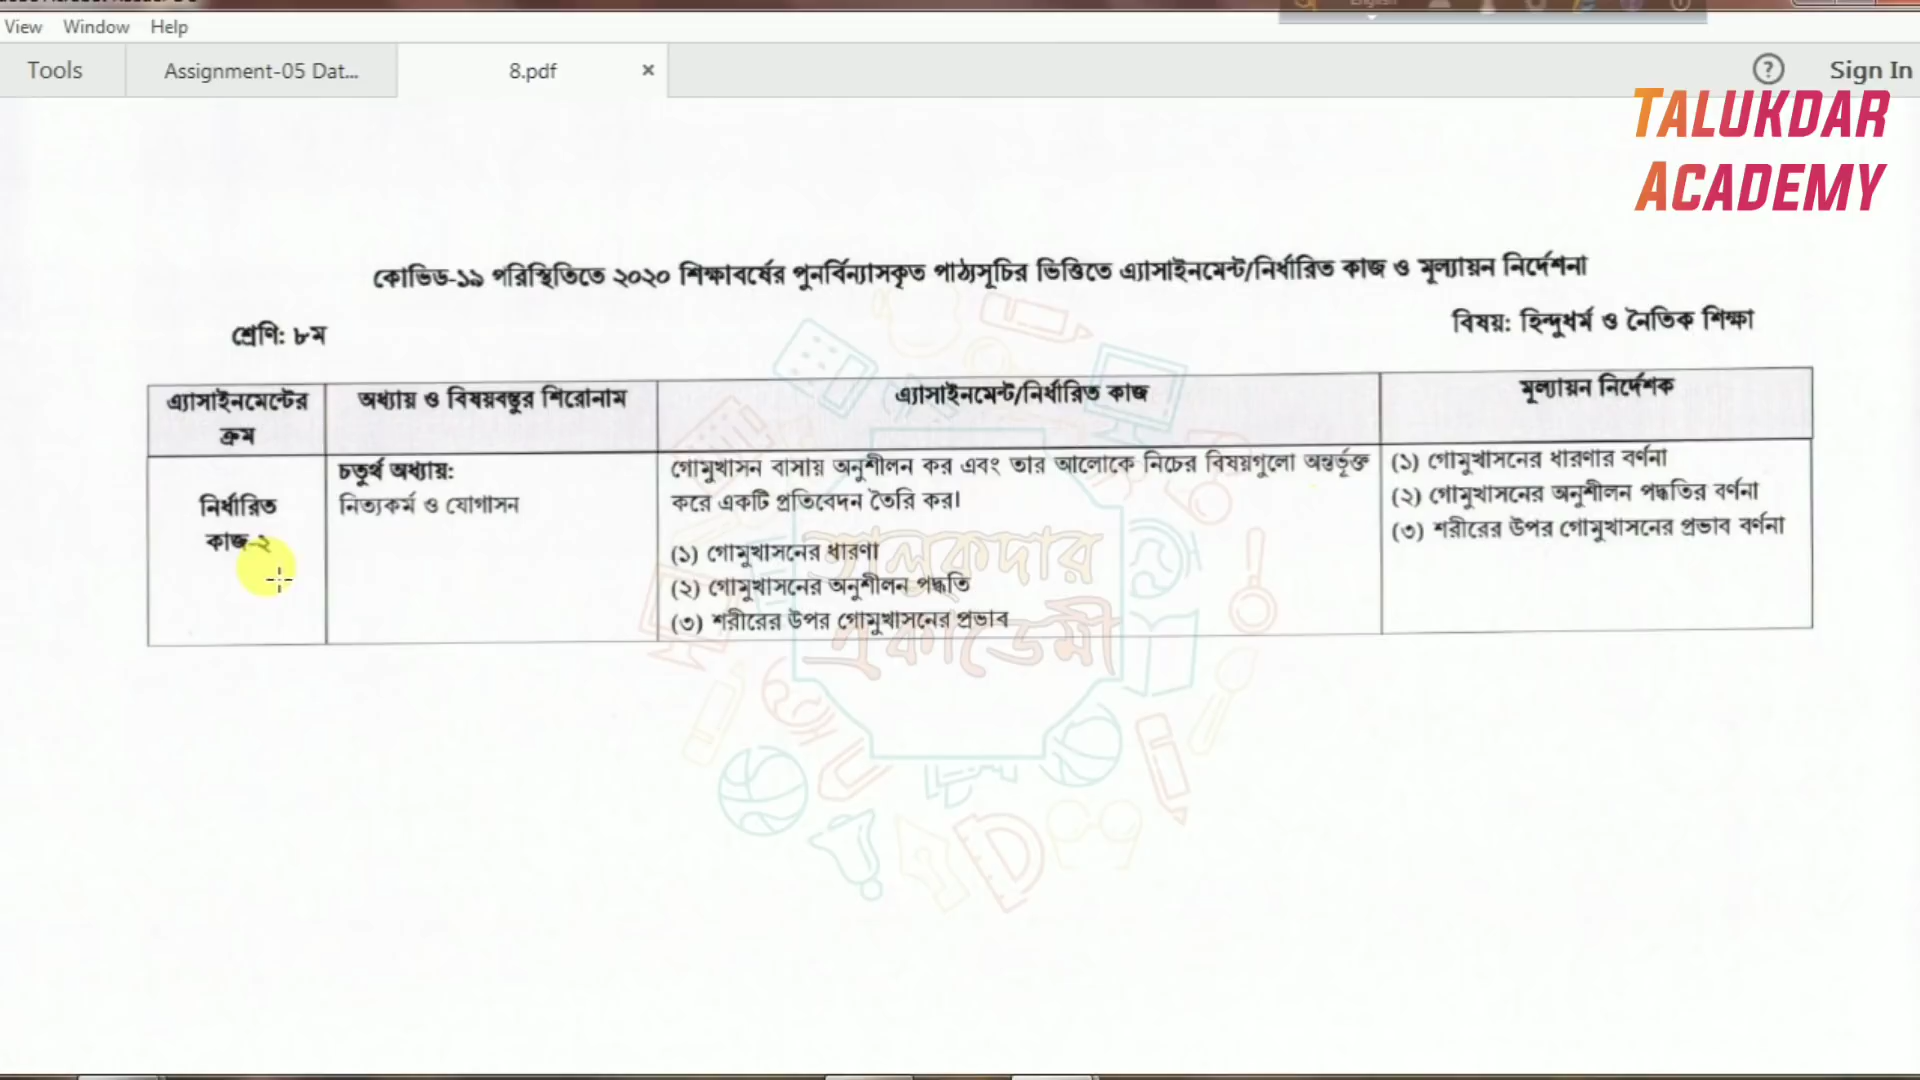 View Window Help
Tools Assignment-05 Dat... 8.pdf × ? Sign In
TALUKDAR
ACADEMY
কোভিড-১৯ পরিস্থিতিতে ২০২০ শিক্ষাবর্ষের পুনর্বিন্যাসকৃত পাঠ্যসূচির ভিত্তিতে এ্যাসাইনমেন্ট/নির্ধারিত কাজ ও মূল্যায়ন নির্দেশনা
শ্রেণি: ৮ম
বিষয়: হিন্দুধর্ম ও নৈতিক শিক্ষা
এ্যাসাইনমেন্টের
ক্রম
অধ্যায় ও বিষয়বস্তুর শিরোনাম
এ্যাসাইনমেন্ট/নির্ধারিত কাজ
মূল্যায়ন নির্দেশক
নির্ধারিত
কাজ-২
চতুর্থ অধ্যায়:
নিত্যকর্ম ও যোগাসন
গোমুখাসন বাসায় অনুশীলন কর এবং তার আলোকে নিচের বিষয়গুলো অন্তর্ভূক্ত
করে একটি প্রতিবেদন তৈরি কর।
(১) গোমুখাসনের ধারণা
(২) গোমুখাসনের অনুশীলন পদ্ধতি
(৩) শরীরের উপর গোমুখাসনের প্রভাব
(১) গোমুখাসনের ধারণার বর্ণনা
(২) গোমুখাসনের অনুশীলন পদ্ধতির বর্ণনা
(৩) শরীরের উপর গোমুখাসনের প্রভাব বর্ণনা
তালুকদার
একাডেমী